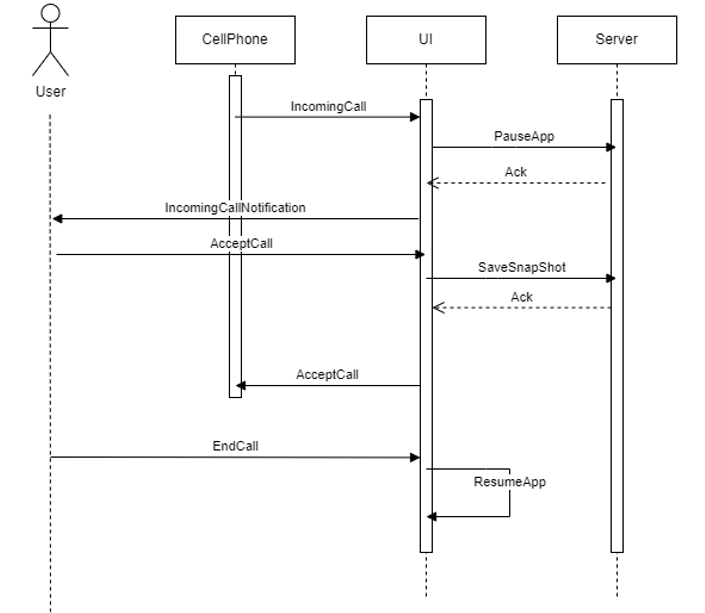 User
CellPhone
UI
Server
IncomingCall
PauseApp
Ack
IncomingCallNotification
AcceptCall
SaveSnapShot
Ack
AcceptCall
EndCall
ResumeApp